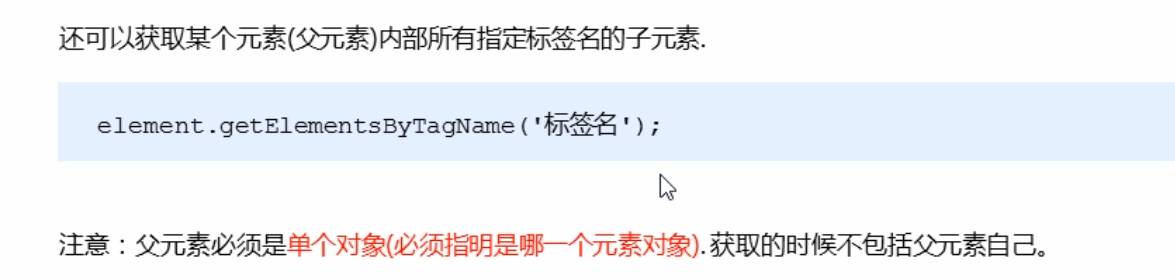 还可以获取某个元素(父元素)内部所有指定标签名的子元素.
element.getElementsByTagName('标签名');
注意：父元素必须是单个对象(必须指明是哪一个元素对象).获取的时候不包括父元素自己。